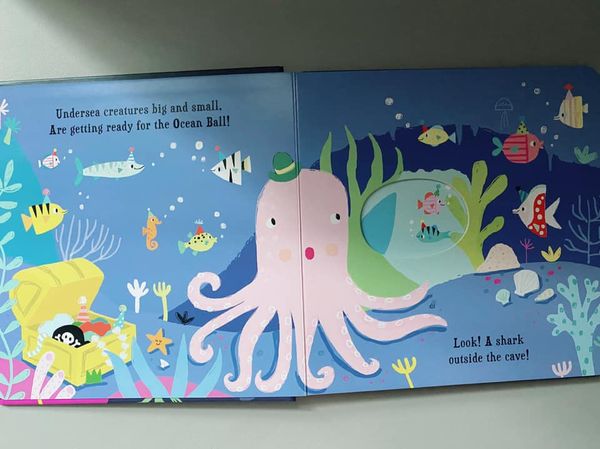 Undersea creatures big and small,
Are getting ready for the Ocean Ball!
Look! A shark
outside the cave!